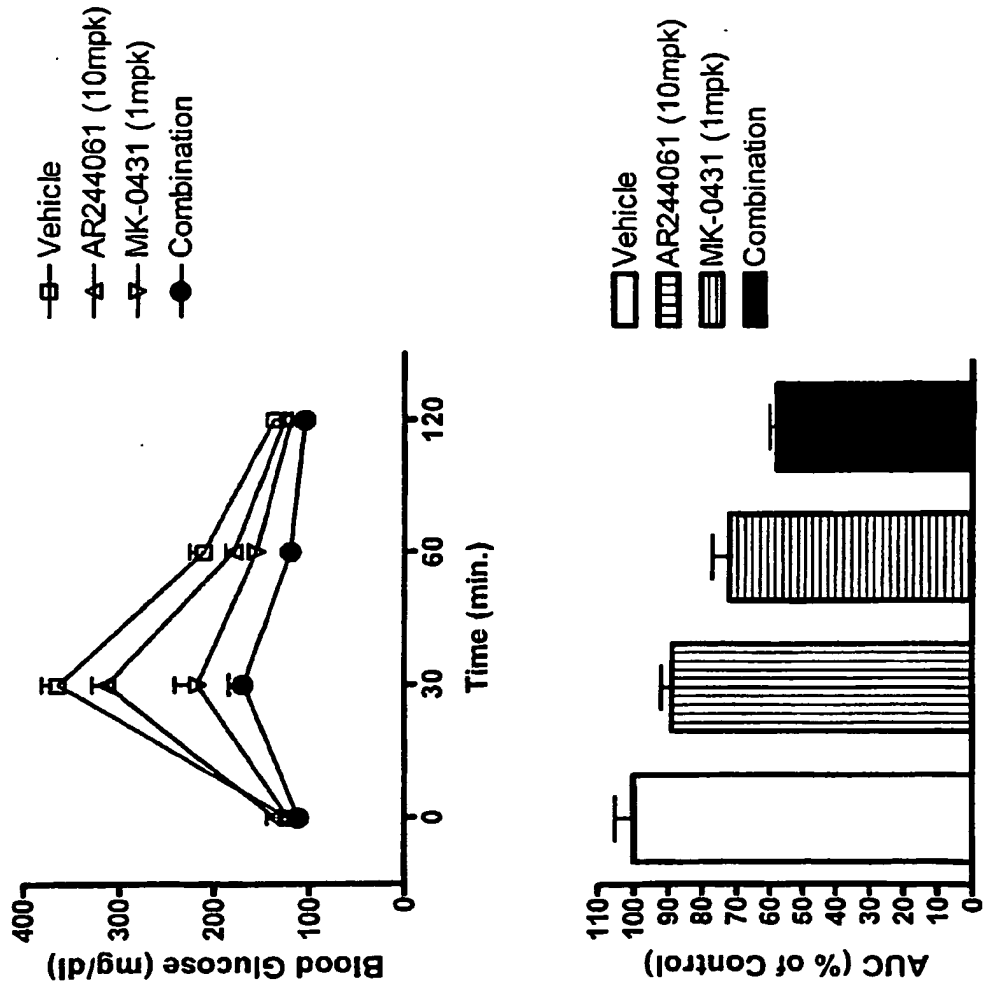 Blood Glucose (mg/dl)
400
300
200
100
0
0
30
60
120
Time (min.)
Vehicle
AR244061 (10mpk)
MK-0431 (1mpk)
Combination
AUC (% of Control)
110
100
90
80
70
60
50
40
30
20
10
0
Vehicle
AR244061 (10mpk)
MK-0431 (1mpk)
Combination